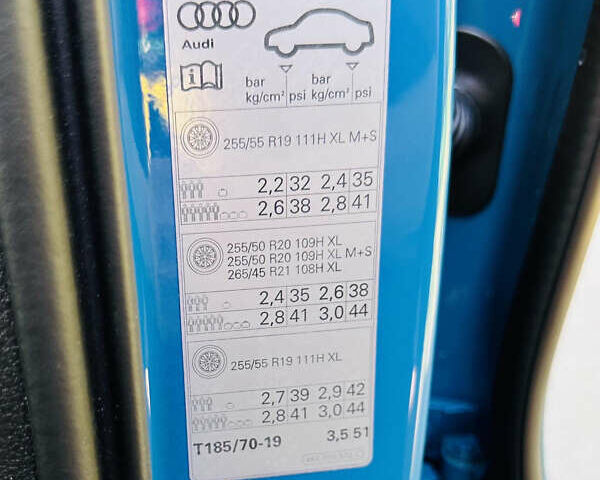 Audi
i
bar bar
kg/cm² psi kg/cm² psi
255/55 R19 111H XL M+S
2,2 32 2,4 35
2,6 38 2,8 41
255/50 R20 109H XL
255/50 R20 109H XL M+S
265/45 R21 108H XL
2,4 35 2,6 38
2,8 41 3,0 44
255/55 R19 111H XL
2,7 39 2,9 42
2,8 41 3,0 44
T185/70-19 3,5 51